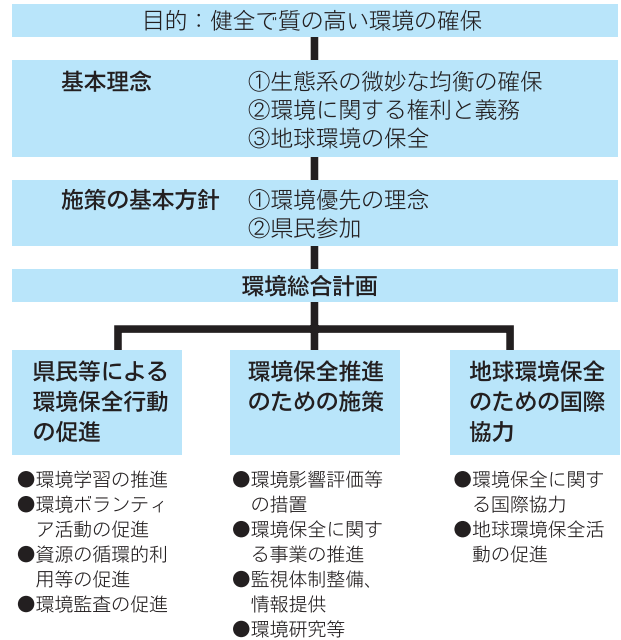 目的：健全で質の高い環境の確保
基本理念 ①生態系の微妙な均衡の確保
②環境に関する権利と義務
③地球環境の保全
施策の基本方針 ①環境優先の理念
②県民参加
環境総合計画
県民等による
環境保全行動
の促進
●環境学習の推進
●環境ボランティ
ア活動の促進
●資源の循環的利
用等の促進
●環境監査の促進
環境保全推進
のための施策
●環境影響評価等
の措置
●環境保全に関す
る事業の推進
●監視体制整備、
情報提供
●環境研究等
地球環境保全
のための国際
協力
●環境保全に関す
る国際協力
●地球環境保全活
動の促進